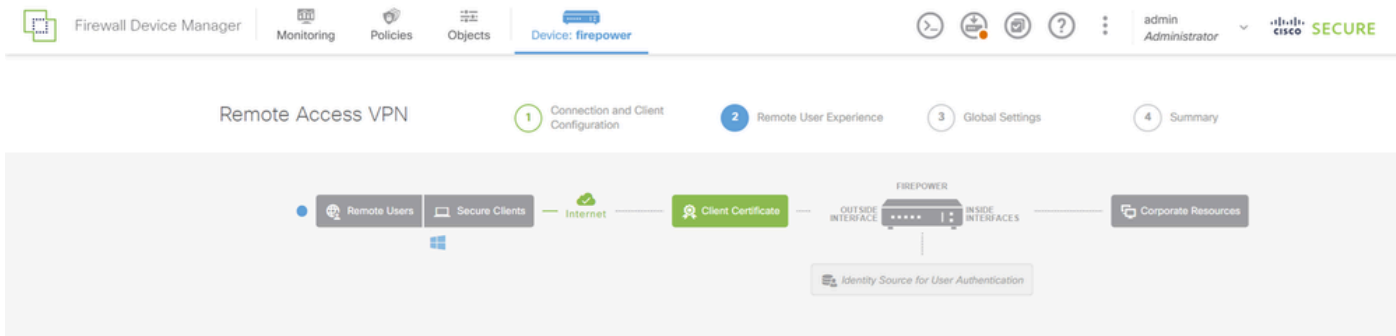 Firewall Device Manager
Monitoring
Policies
Objects
Device: firepower
admin
Administrator
cisco SECURE
Remote Access VPN
1 Connection and Client
Configuration
2 Remote User Experience
3 Global Settings
4 Summary
FIREPOWER
Remote Users
Secure Clients
Internet
Client Certificate
OUTSIDE
INTERFACE
INSIDE
INTERFACES
Corporate Resources
Identity Source for User Authentication